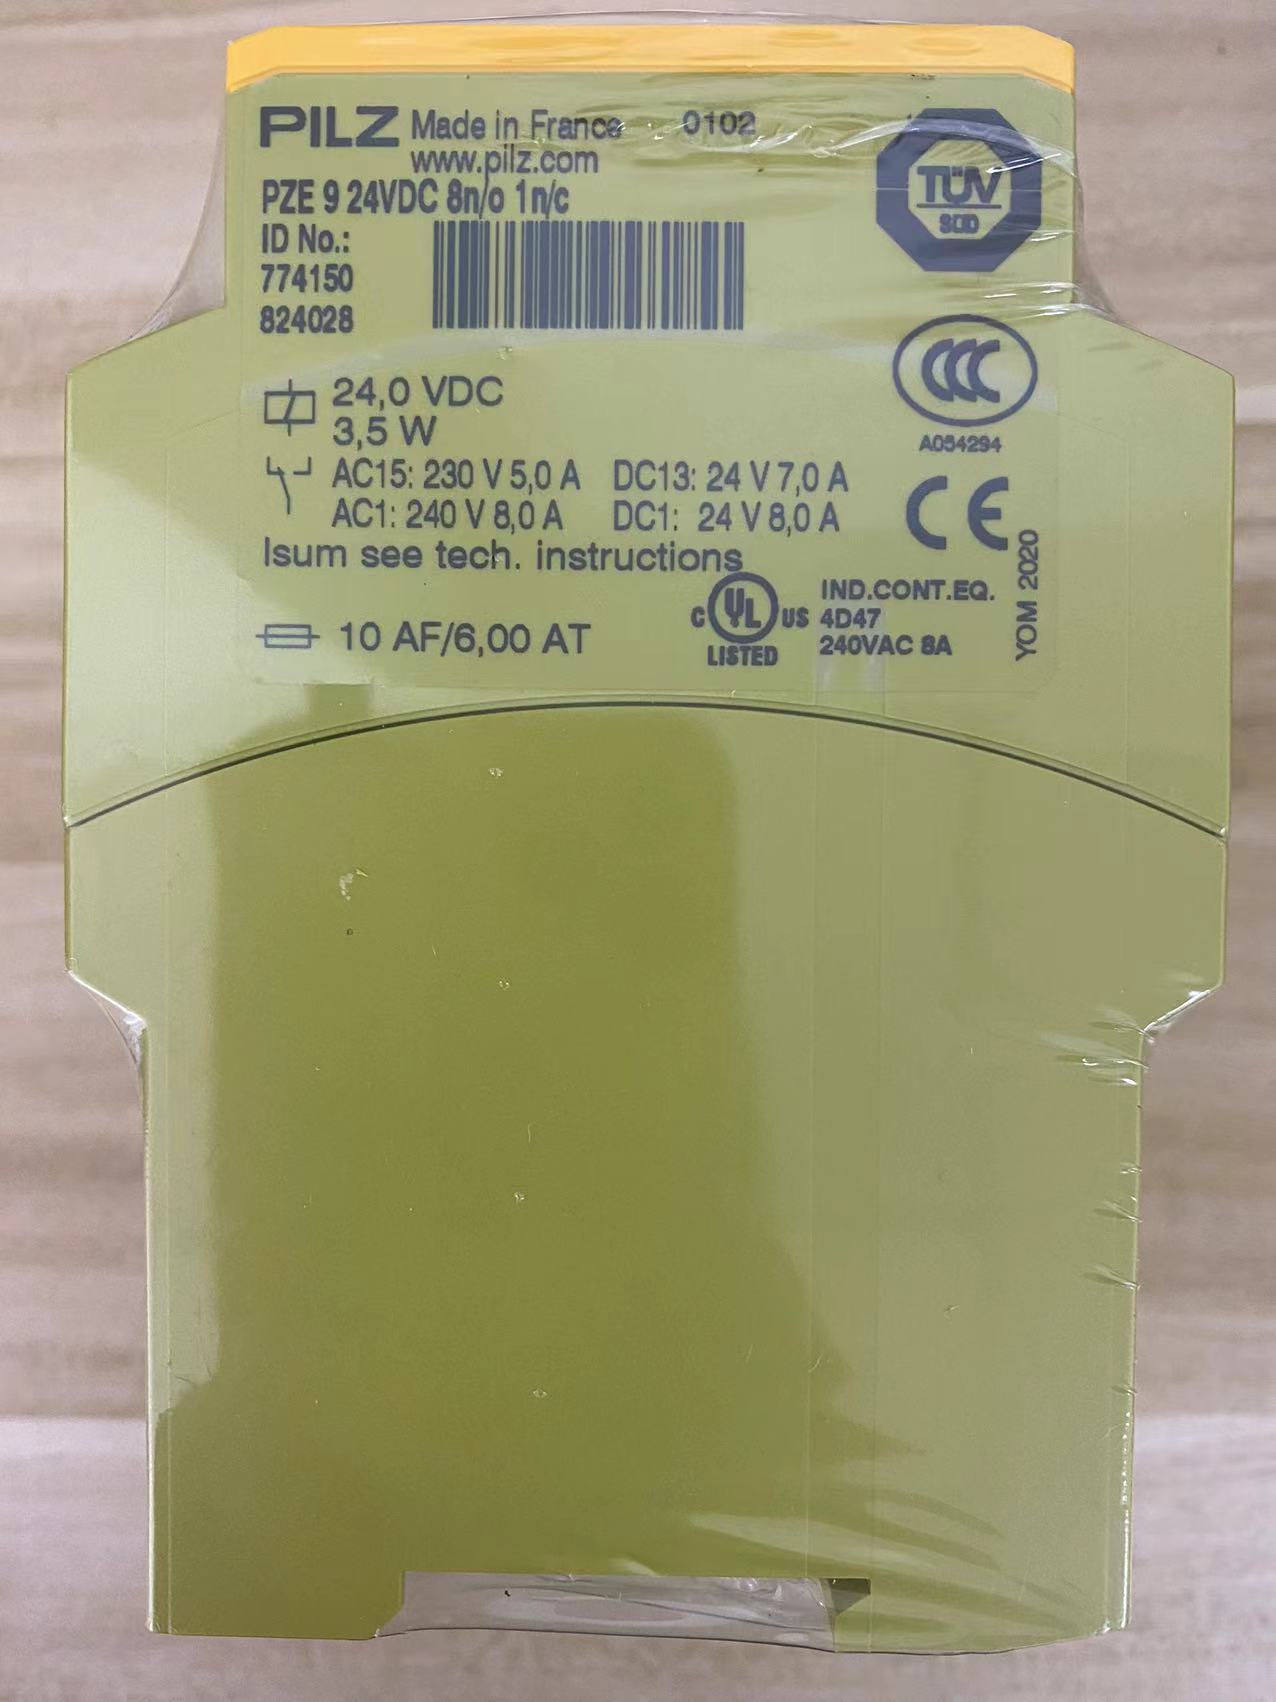 PILZ Made in France 0102
www.pilz.com
PZE 9 24VDC 8n/o 1n/c
ID No.:
774150
824028
TÜV
SÜD
CCC
A054294
24,0 VDC
3,5 W
AC15: 230 V 5,0 A DC13: 24 V 7,0 A
AC1: 240 V 8,0 A DC1: 24 V 8,0 A
CE
Isum see tech. instructions
10 AF/6,00 AT
C UL US
LISTED
IND.CONT.EQ.
4D47
240VAC 8A
YOM 2020